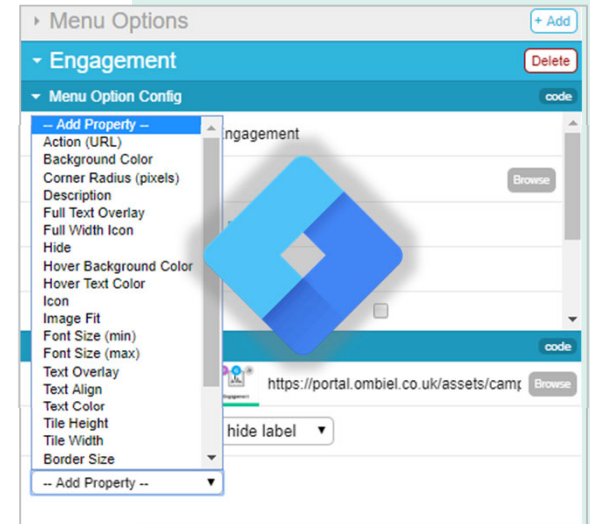 Menu Options
+ Add
Engagement
Delete
Menu Option Config
code
-- Add Property --
Action (URL)
Background Color
Corner Radius (pixels)
Description
Full Text Overlay
Full Width Icon
Hide
Hover Background Color
Hover Text Color
Icon
Image Fit
Font Size (min)
Font Size (max)
Text Overlay
Text Align
Text Color
Tile Height
Tile Width
Border Size
-- Add Property --
ngagement
Browse
code
https://portal.ombiel.co.uk/assets/camp
Browse
hide label